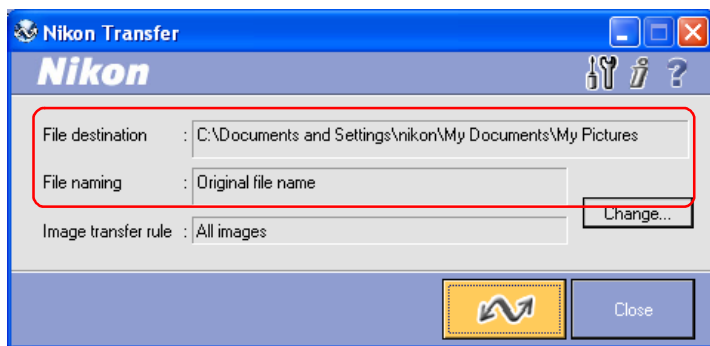 Nikon Transfer
Nikon
File destination : C:\Documents and Settings\nikon\My Documents\My Pictures
File naming : Original file name
Change...
Image transfer rule : All images
Close